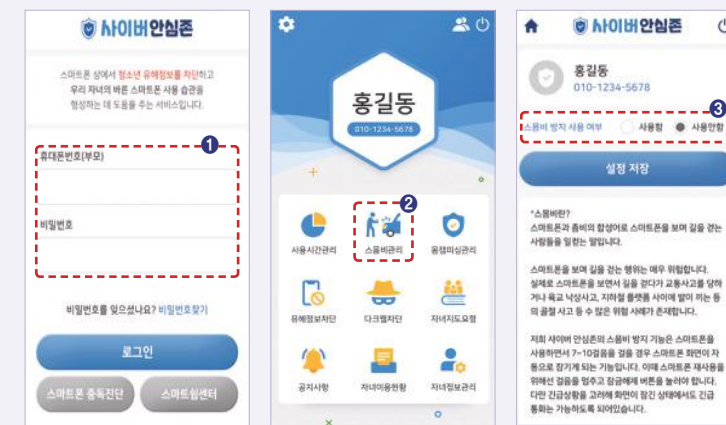 사이버안심존
스마트폰 상에서 청소년 유해정보를 차단하고
우리 자녀의 바른 스마트폰 사용 습관을
형성하는 데 도움을 주는 서비스입니다.
1
휴대폰번호(부모)
비밀번호
비밀번호를 잊으셨나요? 비밀번호찾기
로그인
스마트폰 중독진단
스마트쉼센터
홍길동
010-1234-5678
2
사용시간관리
스몸비관리
몸캠피싱관리
유해정보차단
다크웹차단
자녀지도요령
공지사항
자녀이용현황
자녀정보관리
사이버안심존
홍길동
010-1234-5678
3
스몸비 방지 사용 여부 사용함 사용안함
설정 저장
*스몸비란?
스마트폰과 좀비의 합성어로 스마트폰을 보며 길을 걷는
사람들을 일컫는 말입니다.
스마트폰을 보며 길을 걷는 행위는 매우 위험합니다.
실제로 스마트폰을 보면서 길을 걷다가 교통사고를 당하
거나 육교 낙상사고, 지하철 플랫폼 사이에 발이 끼는 등
의 골절 사고 등 수 많은 위험 사례가 존재합니다.
저희 사이버 안심존의 스몸비 방지 기능은 스마트폰을
사용하면서 7~10걸음을 걸을 경우 스마트폰 화면이 자
동으로 잠기게 되는 기능입니다. 이때 스마트폰 재사용을
위해선 걸음을 멈추고 잠금해제 버튼을 눌러야 합니다.
다만 긴급상황을 고려해 화면이 잠긴 상태에서도 긴급
통화는 가능하도록 되어있습니다.